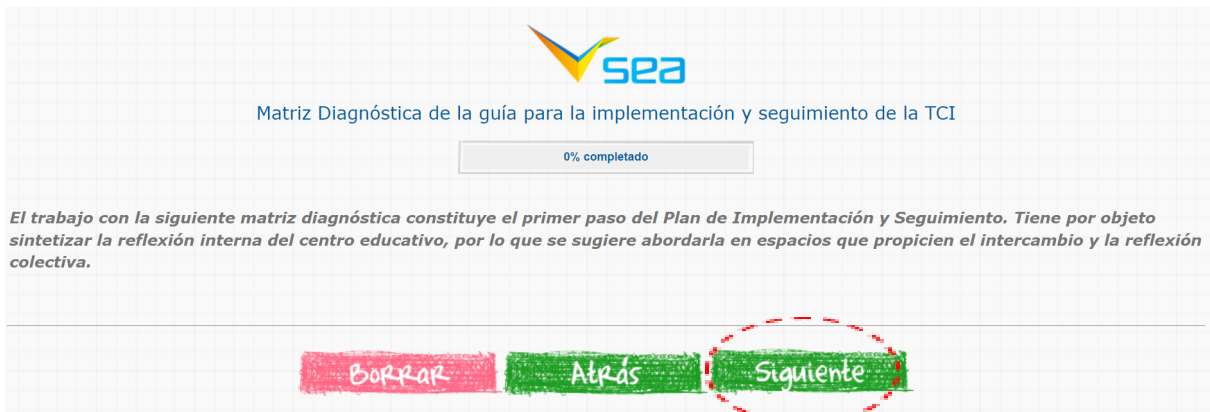 sea
Matriz Diagnóstica de la guía para la implementación y seguimiento de la TCI
0% completado
El trabajo con la siguiente matriz diagnóstica constituye el primer paso del Plan de Implementación y Seguimiento. Tiene por objeto
sintetizar la reflexión interna del centro educativo, por lo que se sugiere abordarla en espacios que propicien el intercambio y la reflexión
colectiva.
Borrar Atrás Siguiente